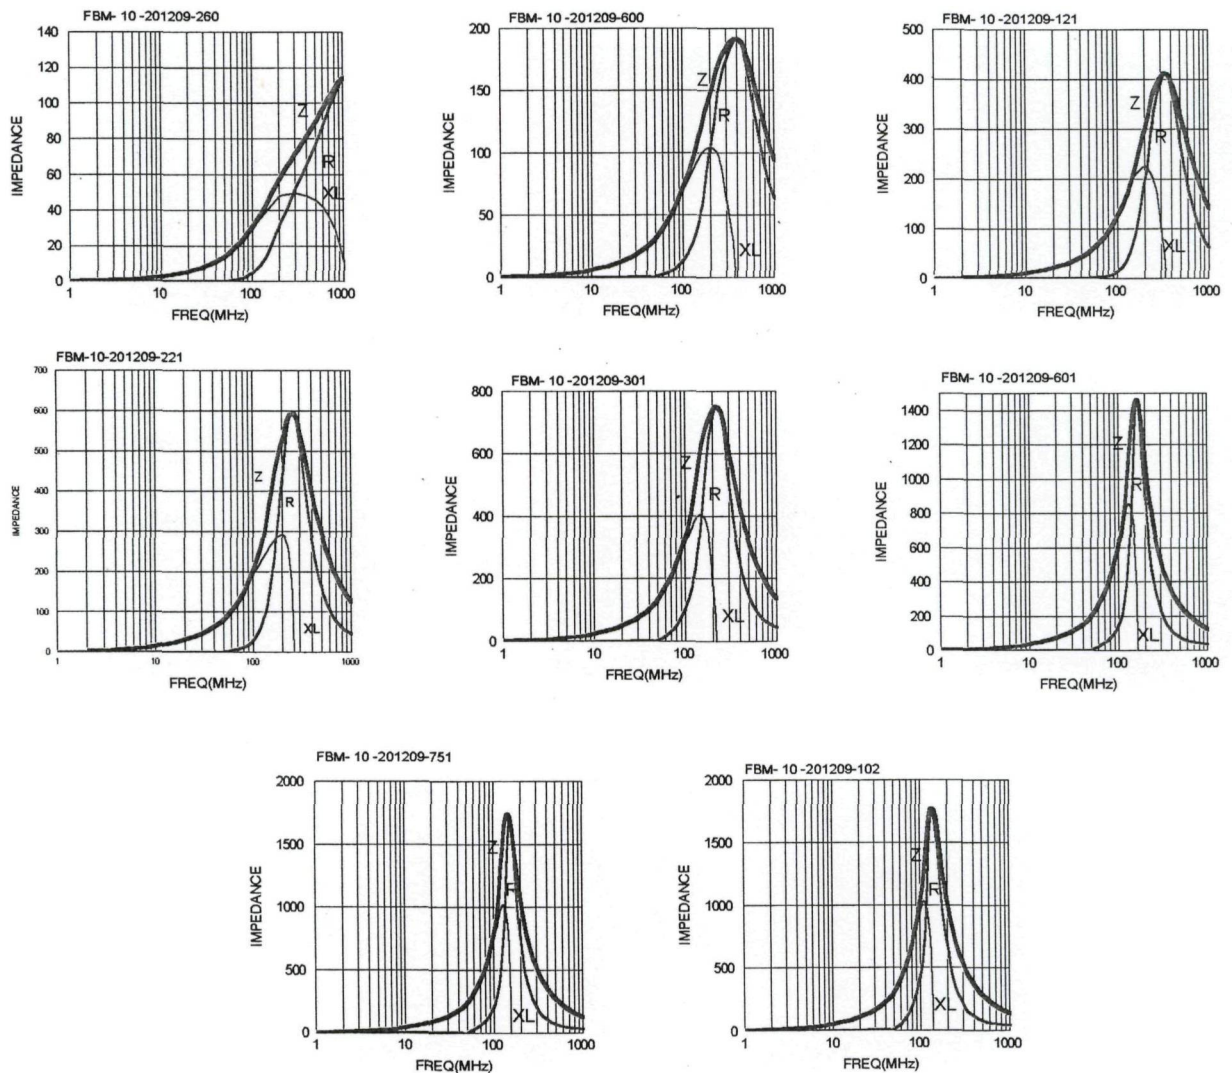 FBM- 10 -201209-260
140
120
100
80
60
40
20
0
IMPEDANCE
Z
R
XL
1
10
100
1000
FREQ(MHz)
FBM- 10 -201209-600
200
150
100
50
0
IMPEDANCE
Z
R
XL
1
10
100
1000
FREQ(MHz)
FBM- 10 -201209-121
500
400
300
200
100
0
IMPEDANCE
Z
R
XL
1
10
100
1000
FREQ(MHz)
FBM-10-201209-221
700
600
500
400
300
200
100
0
IMPEDANCE
Z
R
XL
1
10
100
1000
FREQ(MHz)
FBM- 10 -201209-301
800
600
400
200
0
IMPEDANCE
Z
R
XL
1
10
100
1000
FREQ(MHz)
FBM- 10 -201209-601
1400
1200
1000
800
600
400
200
0
IMPEDANCE
Z
R
XL
1
10
100
1000
FREQ(MHz)
FBM- 10 -201209-751
2000
1500
1000
500
0
IMPEDANCE
Z
R
XL
1
10
100
1000
FREQ(MHz)
FBM- 10 -201209-102
2000
1500
1000
500
0
IMPEDANCE
Z
R
XL
1
10
100
1000
FREQ(MHz)